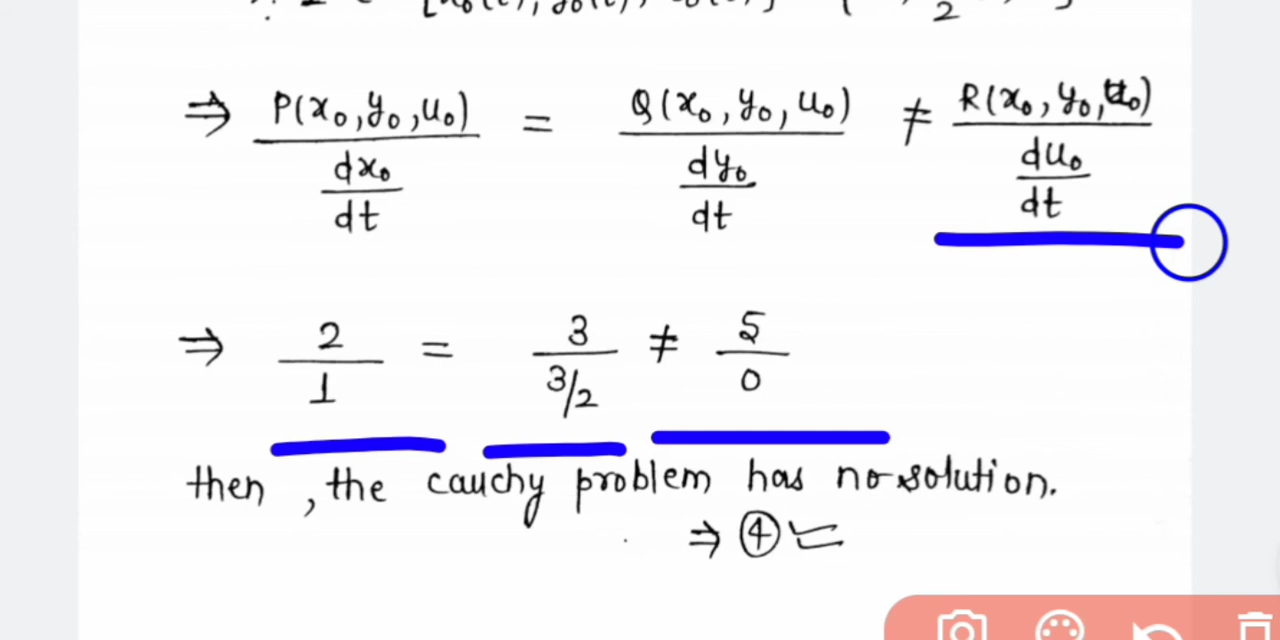 ⇒ P(x₀, y₀, u₀) / (dx₀/dt) = Q(x₀, y₀, u₀) / (dy₀/dt) ≠ R(x₀, y₀, u₀) / (du₀/dt)
⇒ 2/1 = 3/(3/2) ≠ 5/0
then , the cauchy problem has no solution.
⇒ ④